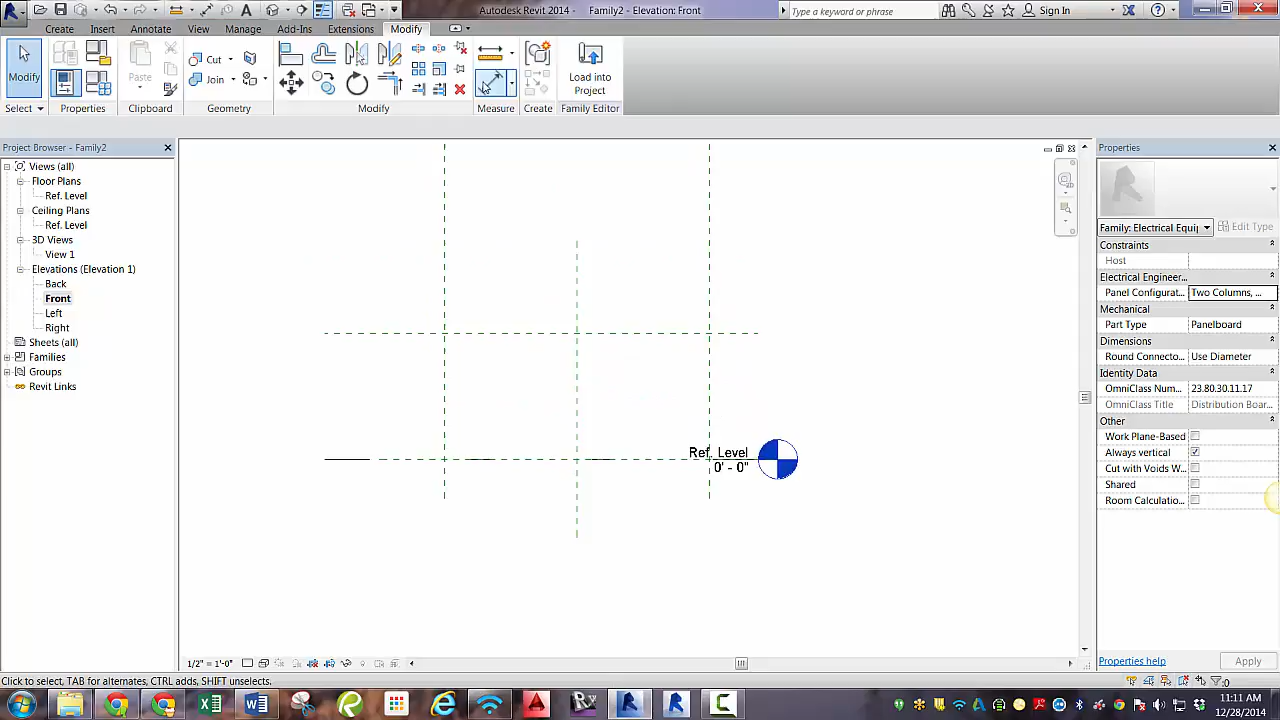 Autodesk Revit 2014 - Family2 - Elevation: Front
Type a keyword or phrase
Sign In
Create Insert Annotate View Manage Add-Ins Extensions Modify
Modify
Paste
Cut
Join
Load into
Project
Select Properties Clipboard Geometry Modify Measure Create Family Editor
Project Browser - Family2
Views (all)
Floor Plans
Ref. Level
Ceiling Plans
Ref. Level
3D Views
View 1
Elevations (Elevation 1)
Back
Front
Left
Right
Sheets (all)
Families
Groups
Revit Links
Ref. Level
0' - 0"
Properties
Family: Electrical Equip
Edit Type
Constraints
Host
Electrical Engineer...
Panel Configurat... Two Columns, ...
Mechanical
Part Type Panelboard
Dimensions
Round Connecto... Use Diameter
Identity Data
OmniClass Num... 23.80.30.11.17
OmniClass Title Distribution Boar...
Other
Work Plane-Based
Always vertical
Cut with Voids W...
Shared
Room Calculatio...
Properties help
Apply
1/2" = 1'-0"
Click to select, TAB for alternates, CTRL adds, SHIFT unselects.
:0
11:11 AM
12/28/2014